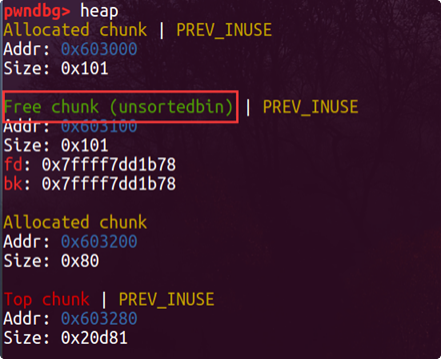 pwndbg> heap
Allocated chunk | PREV_INUSE
Addr: 0x603000
Size: 0x101
Free chunk (unsortedbin) | PREV_INUSE
Addr: 0x603100
Size: 0x101
fd: 0x7ffff7dd1b78
bk: 0x7ffff7dd1b78
Allocated chunk
Addr: 0x603200
Size: 0x80
Top chunk | PREV_INUSE
Addr: 0x603280
Size: 0x20d81